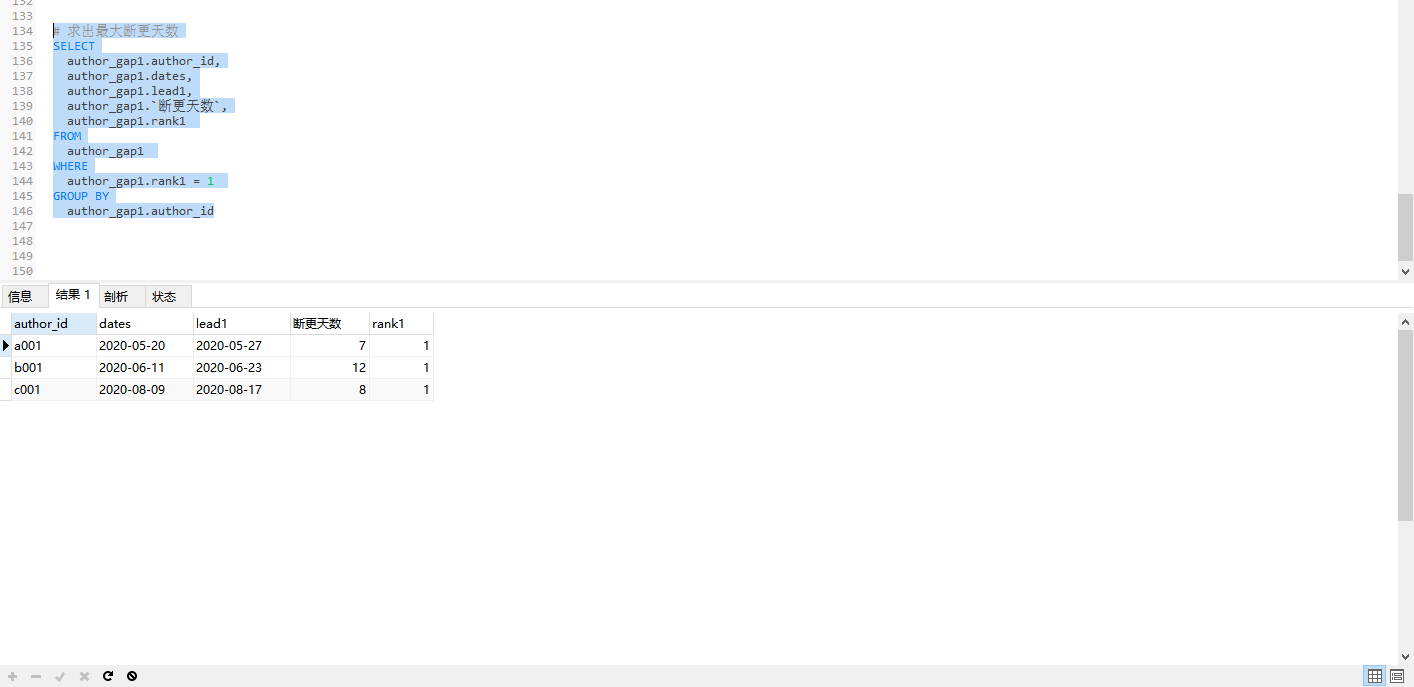 132
133
134 # 求出最大断更天数
135 SELECT
136 author_gap1.author_id,
137 author_gap1.dates,
138 author_gap1.lead1,
139 author_gap1.`断更天数`,
140 author_gap1.rank1
141 FROM
142 author_gap1
143 WHERE
144 author_gap1.rank1 = 1
145 GROUP BY
146 author_gap1.author_id
147
148
149
150
信息 结果 1 剖析 状态
author_id dates lead1 断更天数 rank1
a001 2020-05-20 2020-05-27 7 1
b001 2020-06-11 2020-06-23 12 1
c001 2020-08-09 2020-08-17 8 1